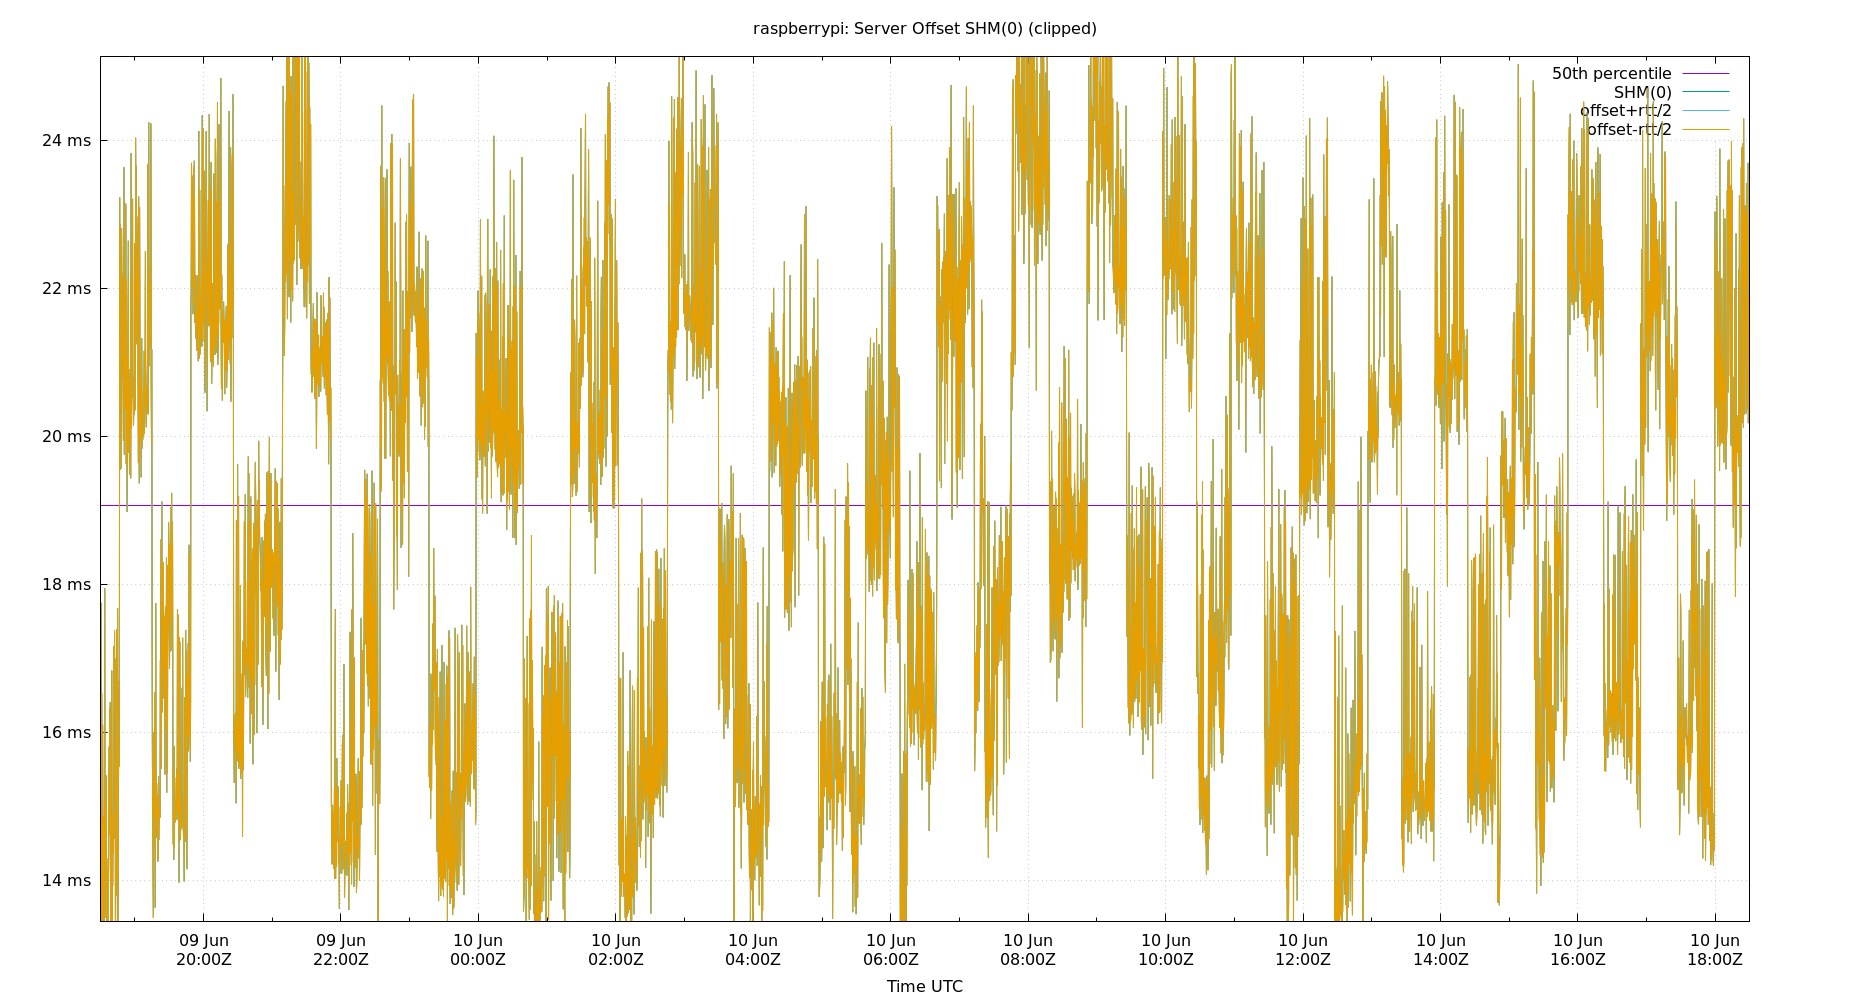 raspberrypi: Server Offset SHM(0) (clipped)
50th percentile
SHM(0)
offset+rtt/2
offset-rtt/2
24 ms
22 ms
20 ms
18 ms
16 ms
14 ms
09 Jun 09 Jun 10 Jun 10 Jun 10 Jun 10 Jun 10 Jun 10 Jun 10 Jun 10 Jun 10 Jun 10 Jun
20:00Z 22:00Z 00:00Z 02:00Z 04:00Z 06:00Z 08:00Z 10:00Z 12:00Z 14:00Z 16:00Z 18:00Z
Time UTC